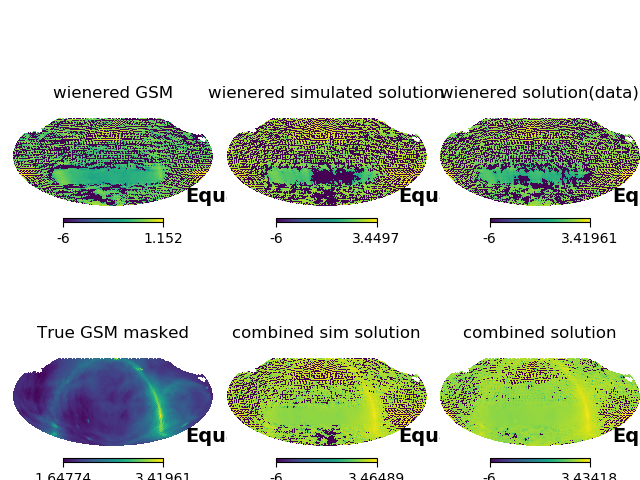 wienered GSM
wienered simulated solution
wienered solution(data)
Equ
Equ
Eq
-6 1.152
-6 3.4497
-6 3.41961
True GSM masked
combined sim solution
combined solution
Equ
Equ
Eq
1.64774 3.41961
-6 3.46489
-6 3.43418